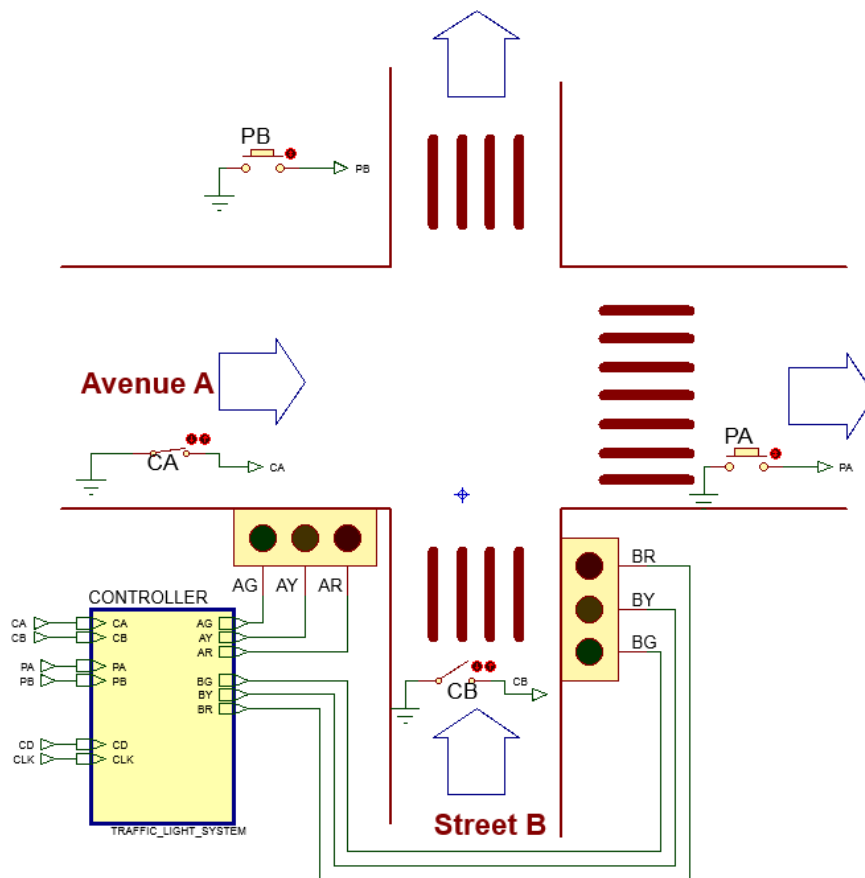 PB
PB
Avenue A
CA
CA
PA
PA
AG AY AR
BR
BY
BG
CONTROLLER
CA CA AG
CB CB AY
AR
PA PA
PB PB BG
BY
BR
CB
CB
CD CD
CLK CLK
TRAFFIC_LIGHT_SYSTEM
Street B